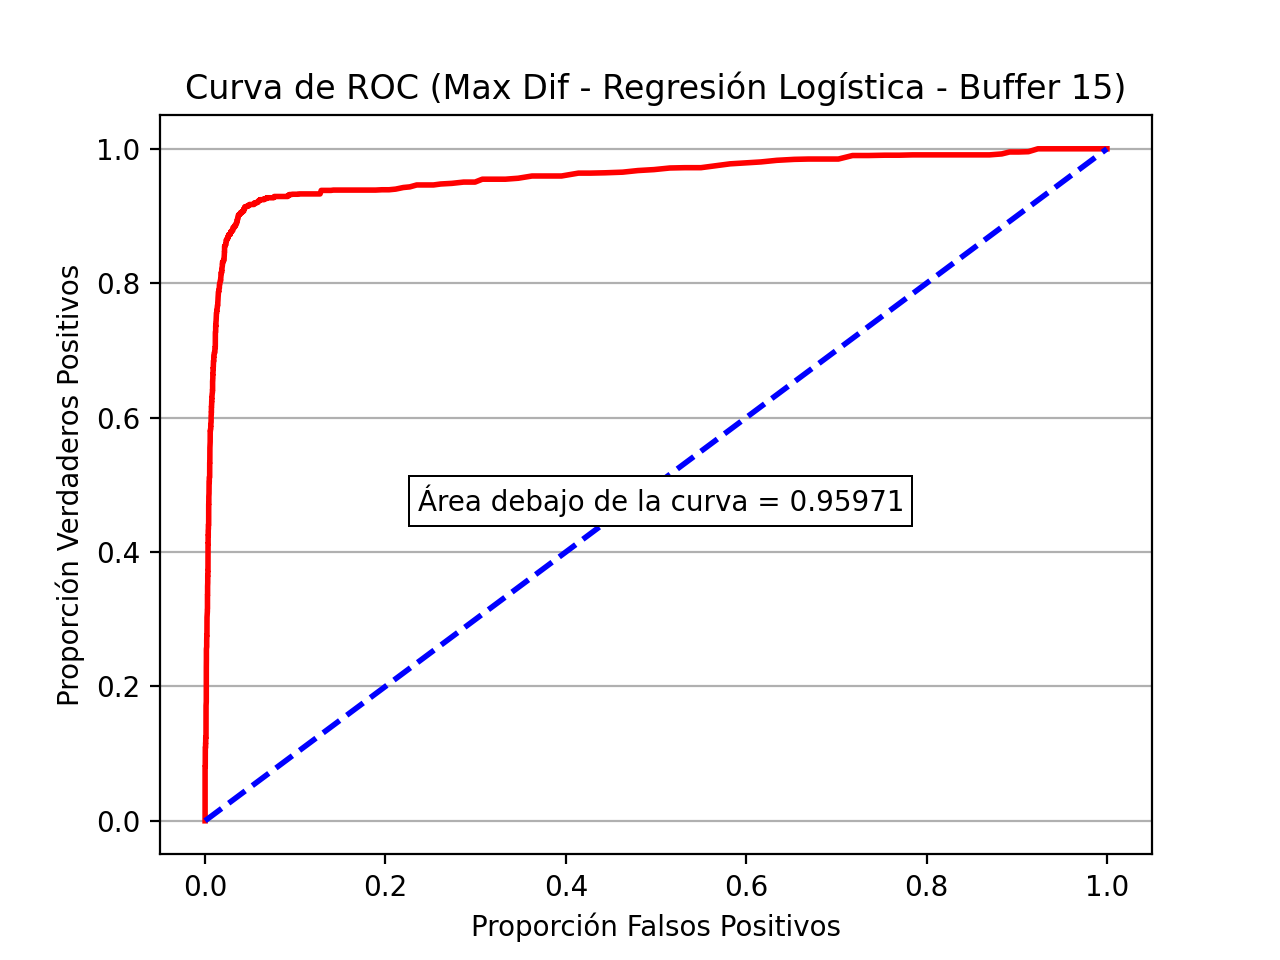 Curva de ROC (Max Dif - Regresión Logística - Buffer 15)
1.0
0.8
0.6
0.4
0.2
0.0
Proporción Verdaderos Positivos
Área debajo de la curva = 0.95971
0.0 0.2 0.4 0.6 0.8 1.0
Proporción Falsos Positivos